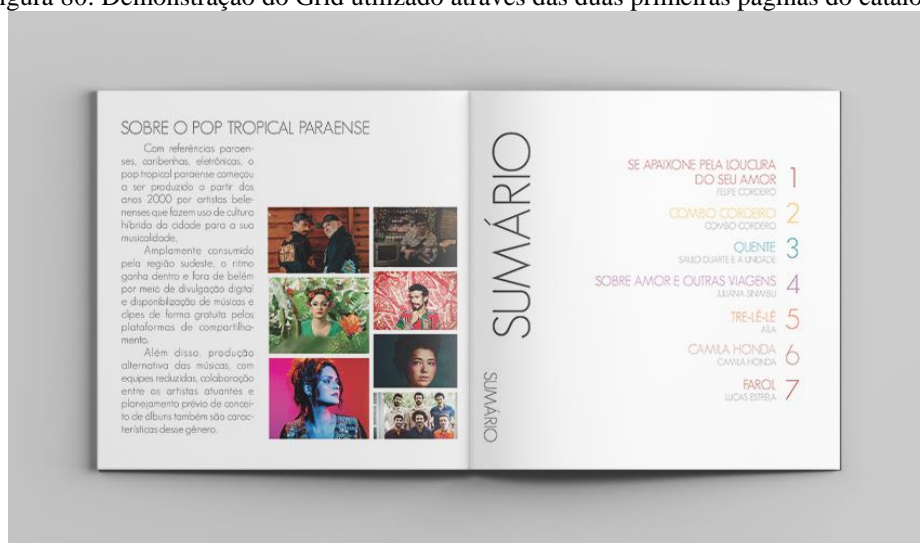 igura 80: Demonstração do Grid utilizado através das duas primeiras páginas do catálo
SOBRE O POP TROPICAL PARAENSE
Com referências paraen-
ses, caribenhas, eletrônicas, o
pop tropical paraense começou
a ser produzido a partir dos
anos 2000 por artistas bele-
nenses que fazem uso de cultura
híbrida da cidade para a sua
musicalidade.
Amplamente consumido
pela região sudeste, o ritmo
ganha dentro e fora de belém
por meio de divulgação digital
e disponibilização de músicas e
clipes de forma gratuita pelas
plataformas de compartilha-
mento.
Além disso, produção
alternativa das músicas, com
equipes reduzidas, colaboração
entre os artistas atuantes e
planejamento prévio de concei-
to de álbuns também são carac-
terísticas desse gênero.
SUMÁRIO
SUMÁRIO
SE APAIXONE PELA LOUCURA
DO SEU AMOR 1
FELIPE CORDEIRO
COMBO CORDEIRO 2
COMBO CORDEIRO
QUENTE 3
SAULO DUARTE E A UNIDADE
SOBRE AMOR E OUTRAS VIAGENS 4
JULIANA SINIMBU
TRE-LÊ-LÊ 5
AÍLA
CAMILA HONDA 6
CAMILA HONDA
FAROL 7
LUCAS ESTRELA